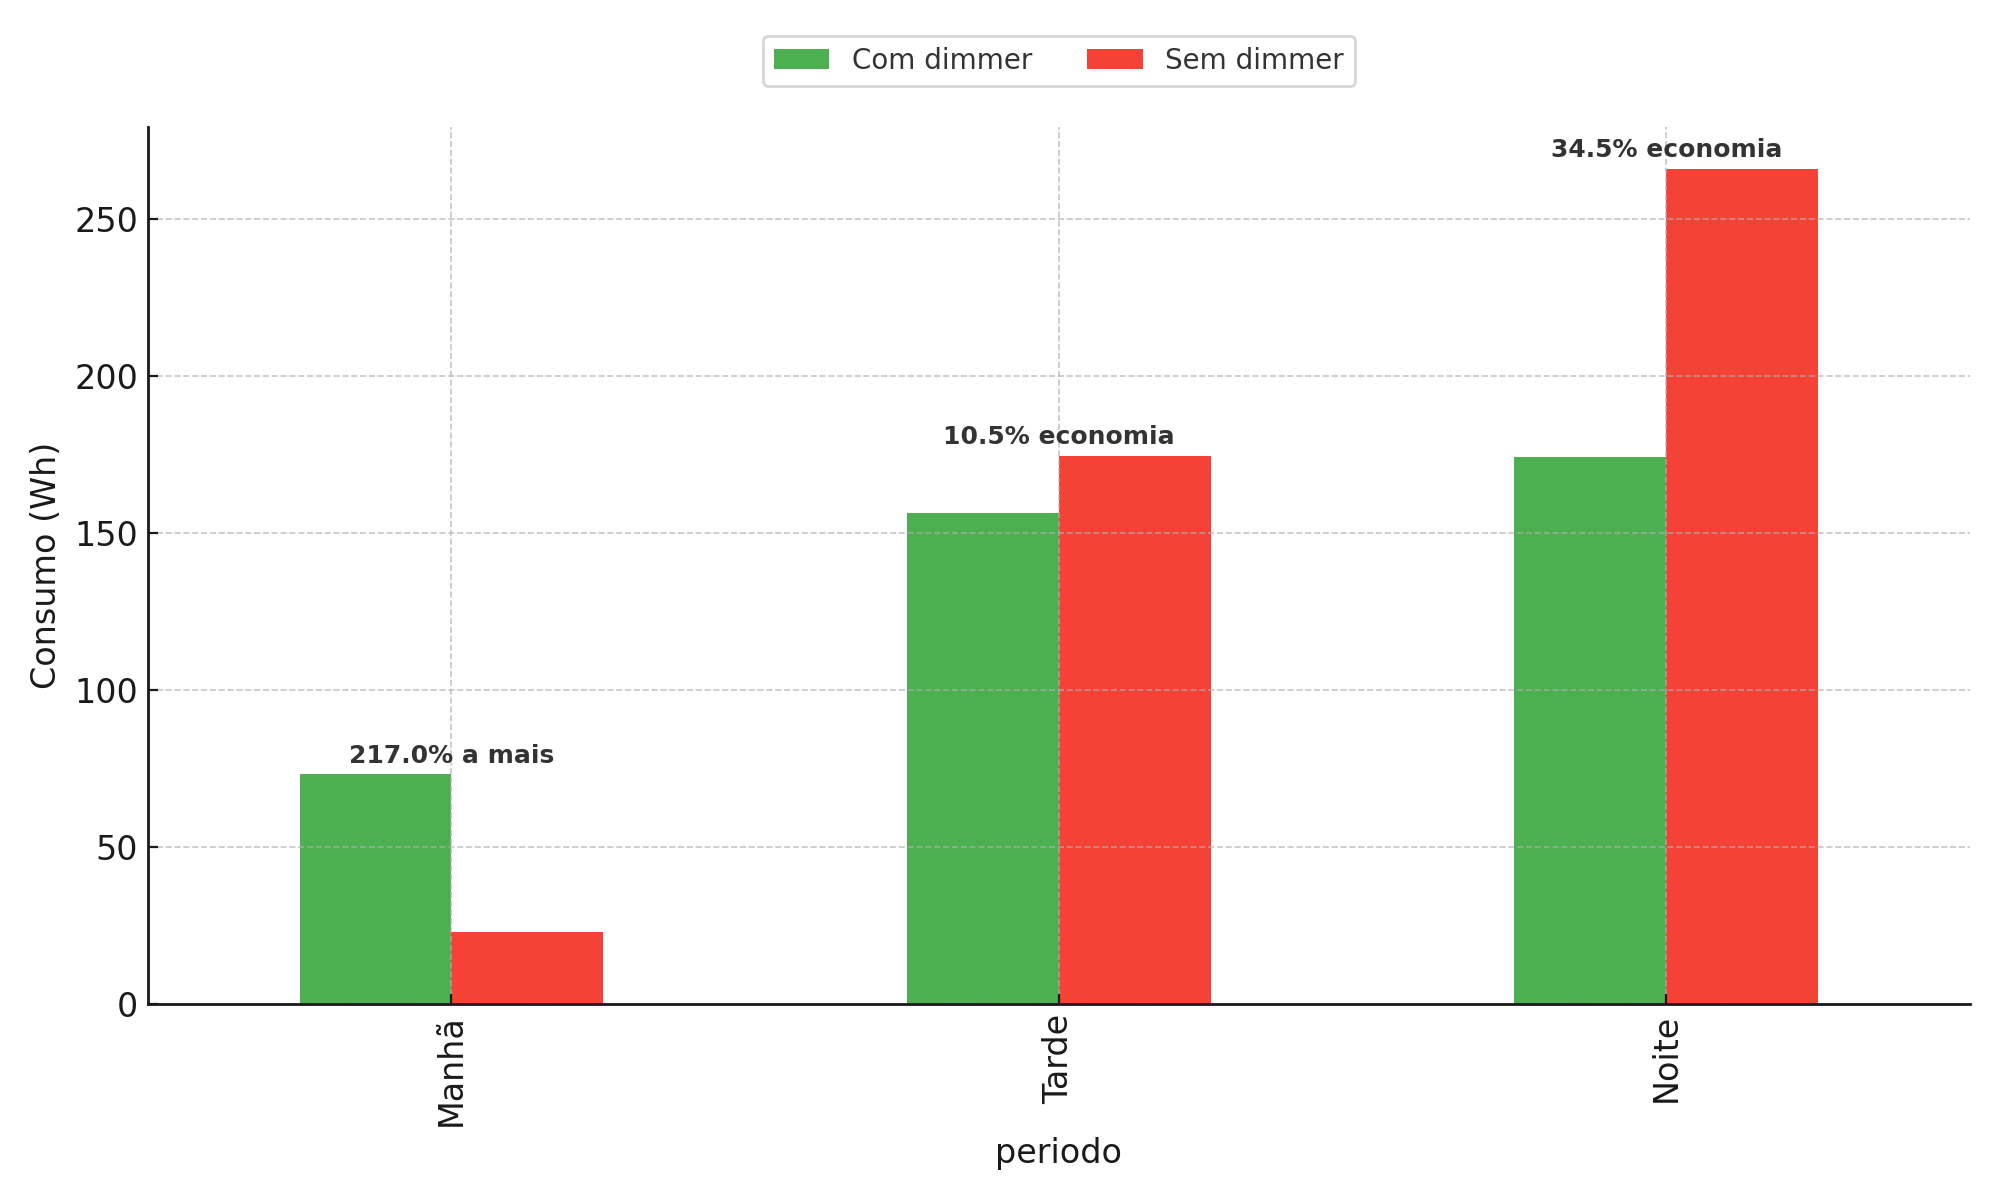 Com dimmer
Sem dimmer
Consumo (Wh)
250
200
150
100
50
0
217.0% a mais
10.5% economia
34.5% economia
Manhã
Tarde
Noite
periodo